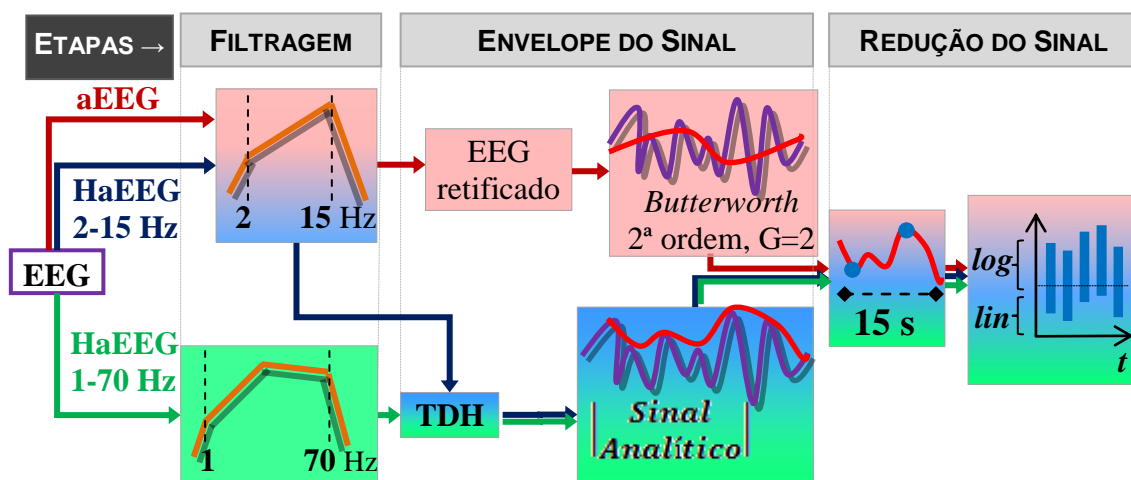 ETAPAS →
FILTRAGEM
ENVELOPE DO SINAL
REDUÇÃO DO SINAL
aEEG
HaEEG
2-15 Hz
EEG
HaEEG
1-70 Hz
2 15 Hz
1 70 Hz
EEG
retificado
Butterworth
2ª ordem, G=2
TDH
|Sinal
Analítico|
15 s
log
lin
t